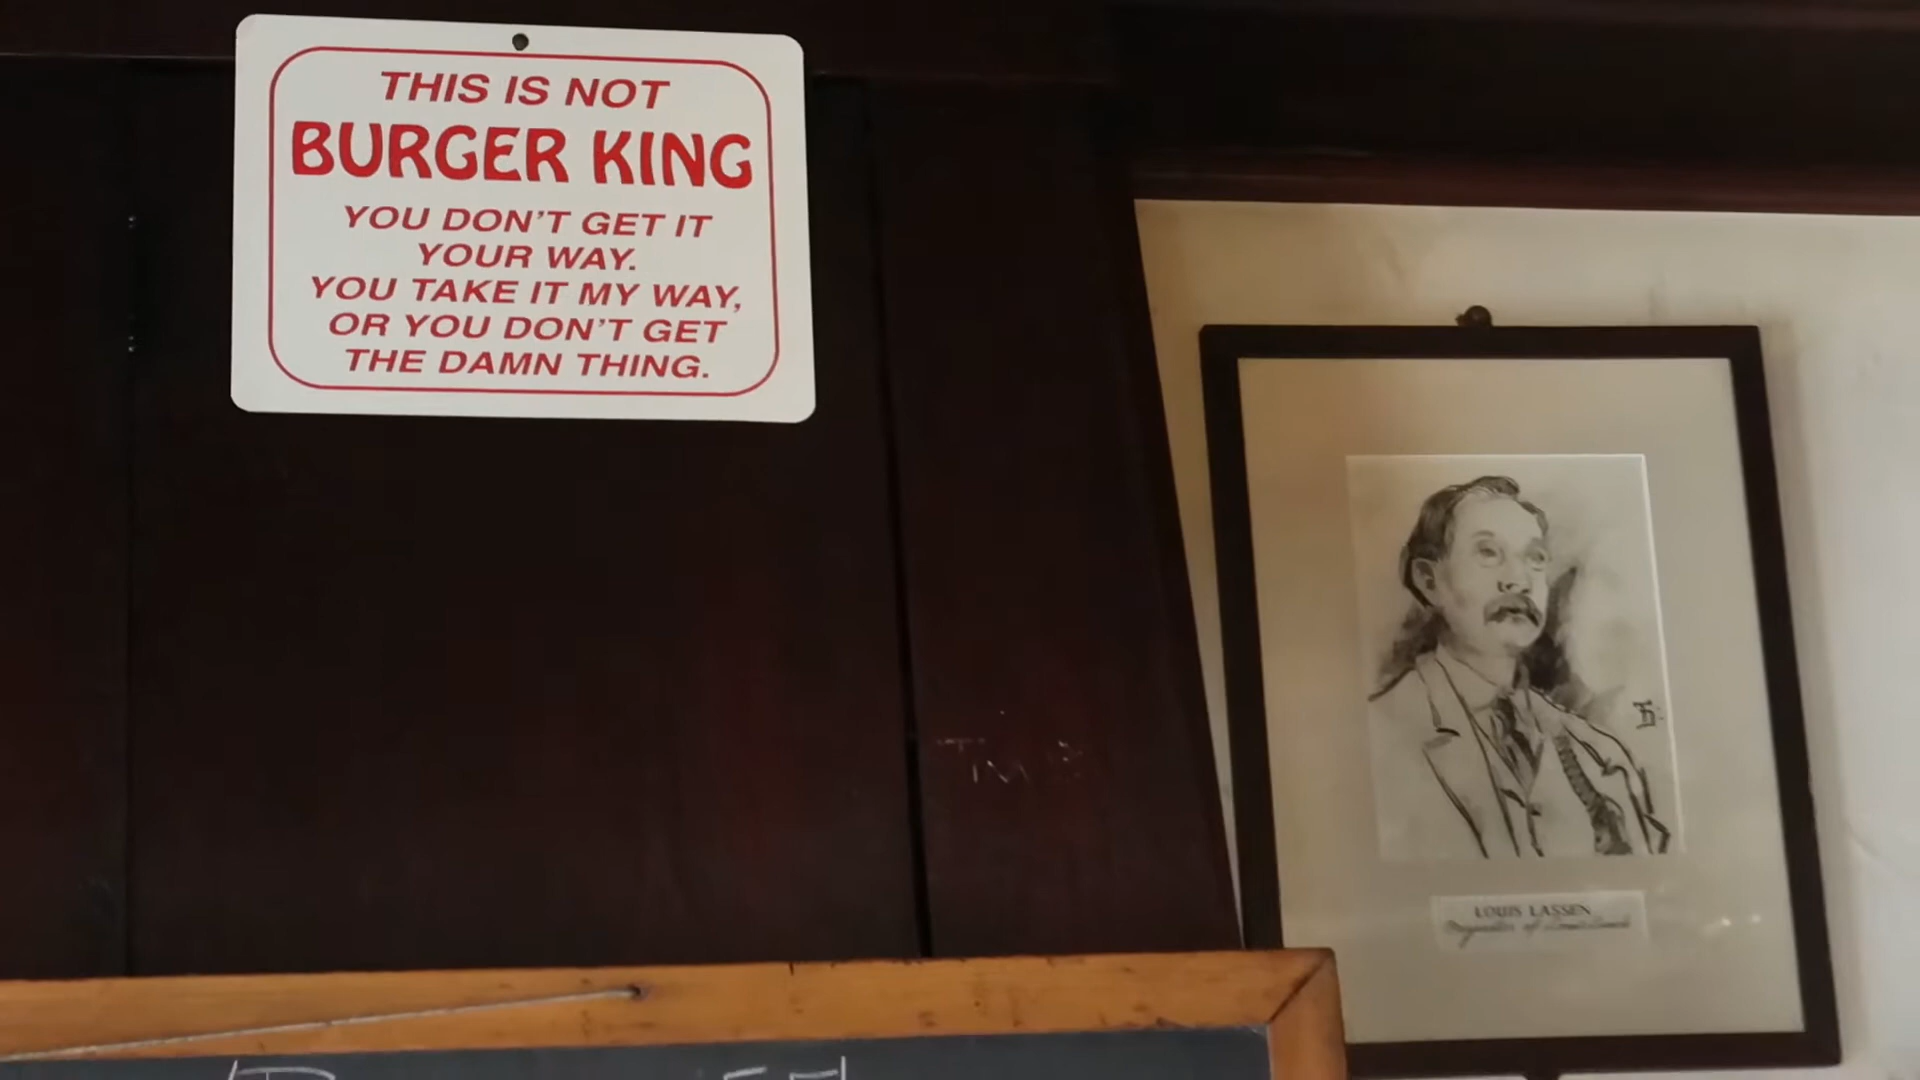 THIS IS NOT
BURGER KING
YOU DON'T GET IT
YOUR WAY.
YOU TAKE IT MY WAY,
OR YOU DON'T GET
THE DAMN THING.
LOUIS LASSEN